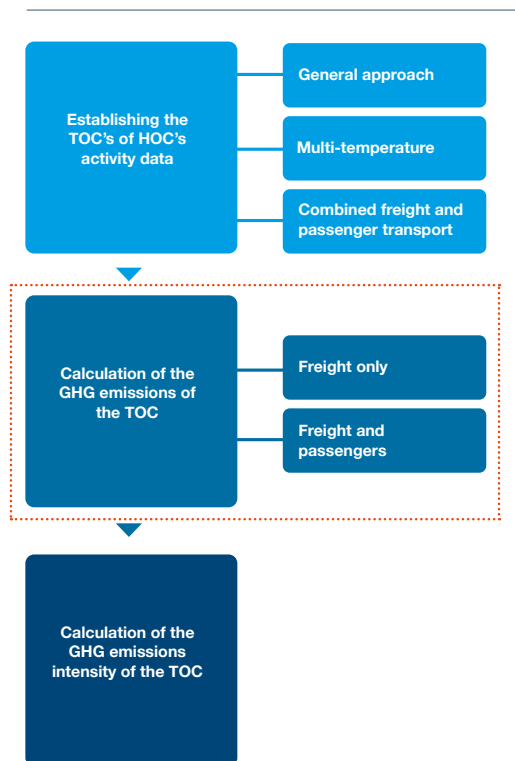 Establishing the
TOC's of HOC's
activity data
General approach
Multi-temperature
Combined freight and
passenger transport
Calculation of the
GHG emissions of
the TOC
Freight only
Freight and
passengers
Calculation of the
GHG emissions
intensity of the TOC